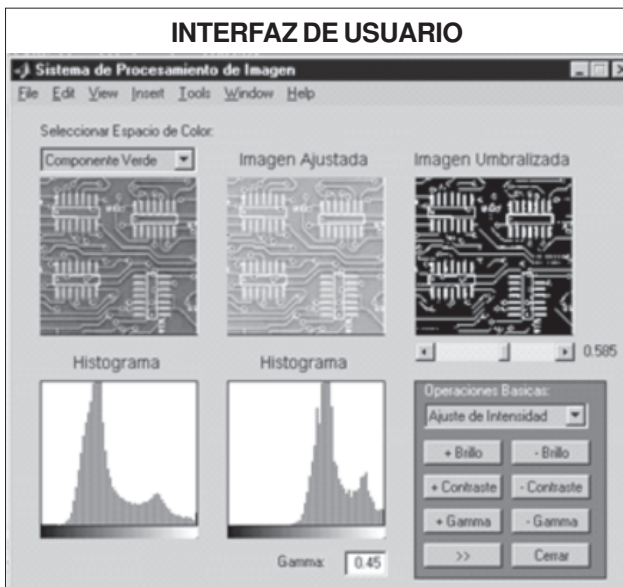 INTERFAZ DE USUARIO
Sistema de Procesamiento de Imagen
File Edit View Insert Tools Window Help
Seleccionar Espacio de Color:
Componente Verde
Imagen Ajustada
Imagen Umbralizada
0.585
Histograma
Histograma
Operaciones Basicas:
Ajuste de Intensidad
+ Brillo
- Brillo
+ Contraste
- Contraste
+ Gamma
- Gamma
>>
Cerrar
Gamma:
0.45